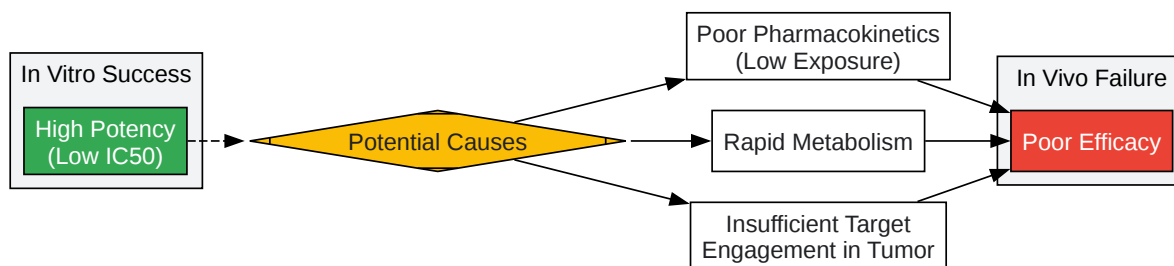 In Vitro Success
High Potency
(Low IC50)
Potential Causes
Poor Pharmacokinetics
(Low Exposure)
Rapid Metabolism
Insufficient Target
Engagement in Tumor
In Vivo Failure
Poor Efficacy